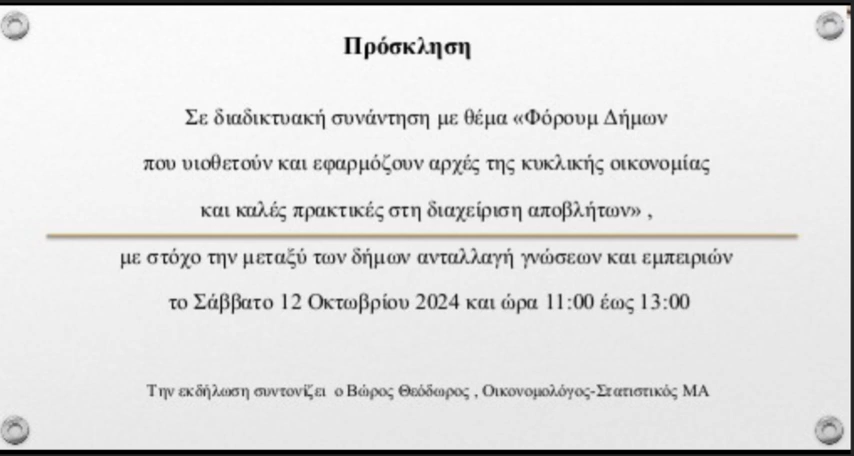 Πρόσκληση
Σε διαδικτυακή συνάντηση με θέμα «Φόρουμ Δήμων
που υιοθετούν και εφαρμόζουν αρχές της κυκλικής οικονομίας
και καλές πρακτικές στη διαχείριση αποβλήτων» ,
με στόχο την μεταξύ των δήμων ανταλλαγή γνώσεων και εμπειριών
το Σάββατο 12 Οκτωβρίου 2024 και ώρα 11:00 έως 13:00
Την εκδήλωση συντονίζει ο Βώρος Θεόδωρος , Οικονομολόγος-Στατιστικός ΜΑ